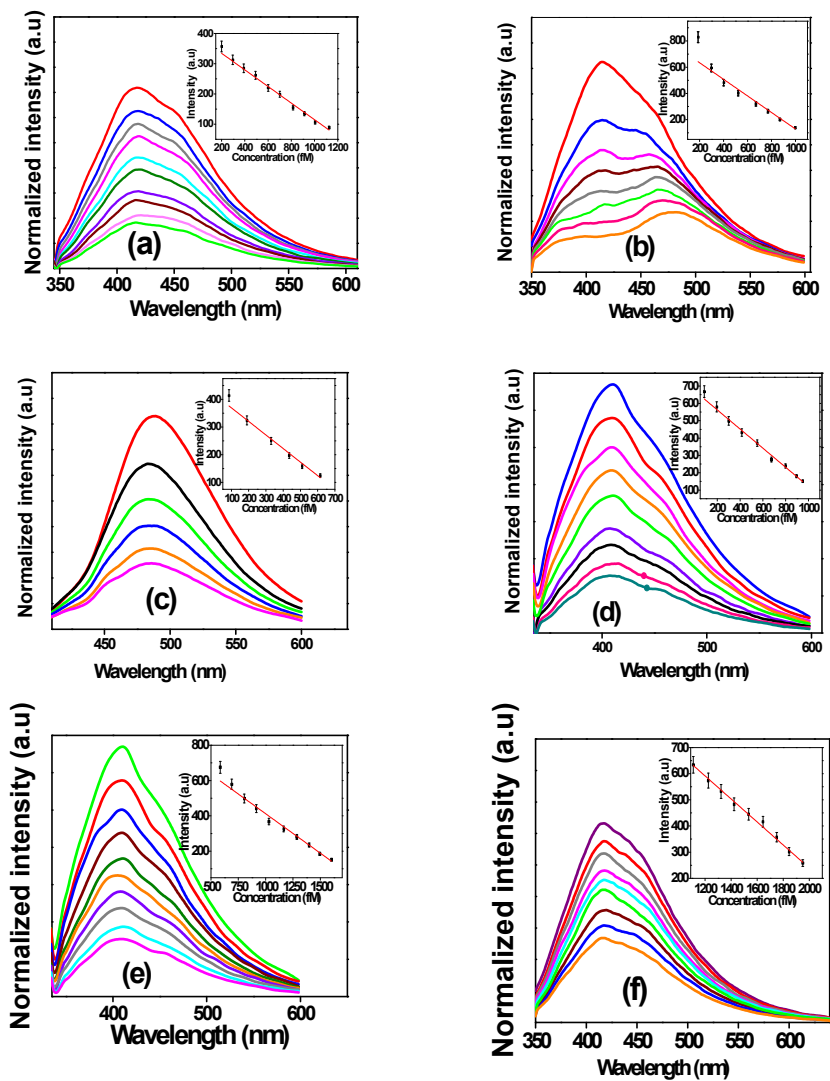 Normalized intensity (a.u)
400
300
200
100
Intensity (a.u)
200 400 600 800 1000 1200
Concentration (fM)
(a)
345 400 450 500 550 600
Wavelength (nm)
Normalized intensity (a.u)
800
600
400
200
Intensity (a.u)
200 400 600 800 1000
Concentration (fM)
(b)
350 400 450 500 550 600
Wavelength (nm)
Normalized intensity (a.u)
400
300
200
100
Intensity (a.u)
100 200 300 400 500 600 700
Concentration (fM)
(c)
450 500 550 600
Wavelength (nm)
Normalized intensity (a.u)
700
600
500
400
300
200
100
Intensity (a.u)
200 400 600 800 1000
Concentration (fM)
(d)
400 500 600
Wavelength (nm)
Normalized intensity (a.u)
800
600
400
200
Intensity (a.u)
500 750 1000 1250 1500
Concentration (fM)
(e)
400 500 600
Wavelength (nm)
Normalized intensity (a.u)
700
600
500
400
300
200
Intensity (a.u)
1200 1400 1600 1800 2000
Concentration (fM)
(f)
350 400 450 500 550 600
Wavelength (nm)